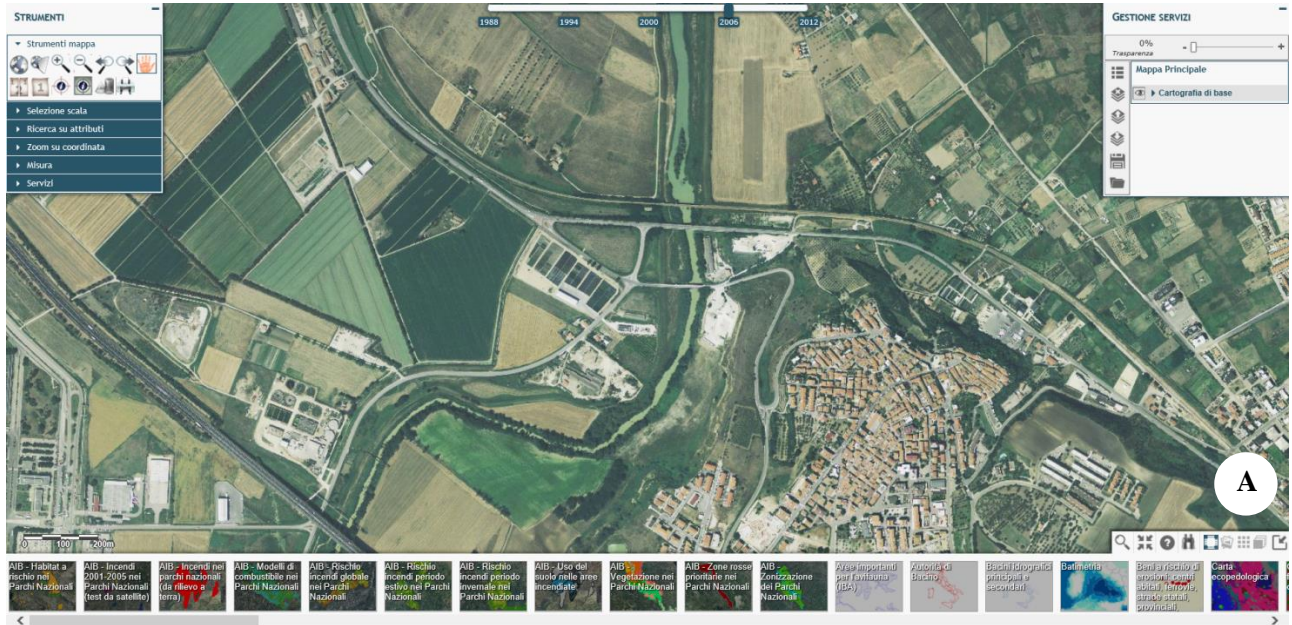 STRUMENTI
Strumenti mappa
Selezione scala
Ricerca su attributi
Zoom su coordinata
Misura
Servizi
1988 1994 2000 2006 2012
GESTIONE SERVIZI
0%
Trasparenza
- +
Mappa Principale
Cartografia di base
A
0 100 200m
AIB - Habitat a
rischio nei
Parchi Nazionali
AIB - Incendi
2001-2005 nei
Parchi Nazionali
(test da satellite)
AIB - Incendi nei
parchi nazionali
(da rilievo a
terra)
AIB - Modelli di
combustibile nei
Parchi Nazionali
AIB - Rischio
incendi globale
nei Parchi
Nazionali
AIB - Rischio
incendi periodo
estivo nei Parchi
Nazionali
AIB - Rischio
incendi periodo
invernale nei
Parchi Nazionali
AIB - Uso del
suolo nelle aree
incendiate
AIB -
Vegetazione nei
Parchi Nazionali
AIB - Zone rosse
prioritarie nei
Parchi Nazionali
AIB -
Zonizzazione
dei Parchi
Nazionali
Aree importanti
per l'avifauna
(IBA)
Autorità di
Bacino
Bacini idrografici
principali e
secondari
Batimetria
Beni a rischio di
erosioni: centri
abitati, ferrovie,
strade statali,
provinciali,
Carta
ecopedologica